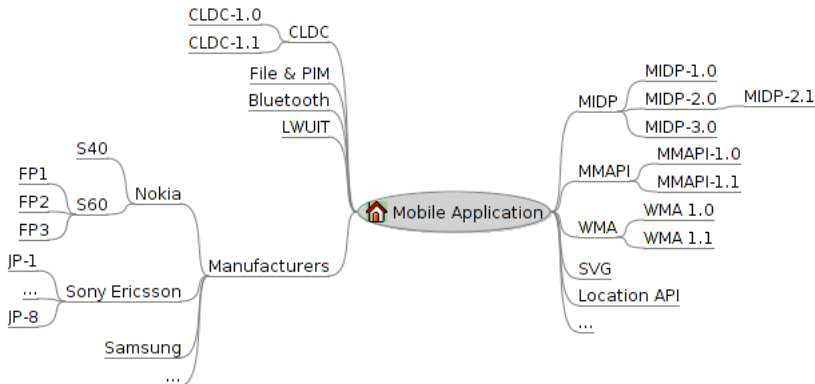 CLDC-1.0
CLDC
CLDC-1.1
File & PIM
Bluetooth
LWUIT
S40
FP1
Nokia
FP2
S60
FP3
Manufacturers
JP-1
Sony Ericsson
...
JP-8
Samsung
...
Mobile Application
MIDP-1.0
MIDP
MIDP-2.0
MIDP-2.1
MIDP-3.0
MMAPI-1.0
MMAPI
MMAPI-1.1
WMA 1.0
WMA
WMA 1.1
SVG
Location API
...